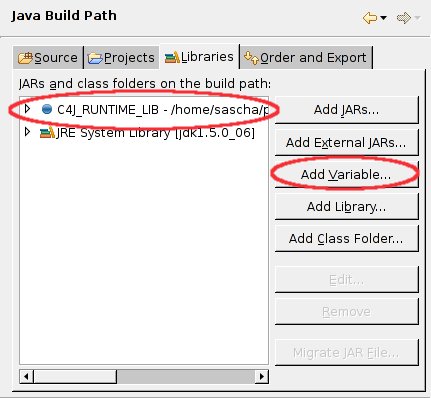 Java Build Path
Source Projects Libraries Order and Export
JARs and class folders on the build path:
C4J_RUNTIME_LIB - /home/sascha/p
JRE System Library [jdk1.5.0_06]
Add JARs...
Add External JARs...
Add Variable...
Add Library...
Add Class Folder...
Edit...
Remove
Migrate JAR File...